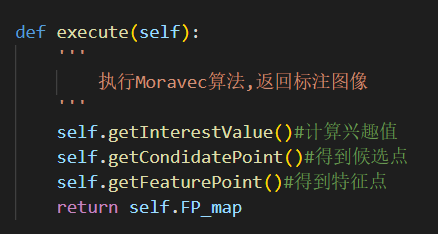 def execute(self):
    '''
        执行Moravec算法,返回标注图像
    '''
    self.getInterestValue()#计算兴趣值
    self.getCondidatePoint()#得到候选点
    self.getFeaturePoint()#得到特征点
    return self.FP_map